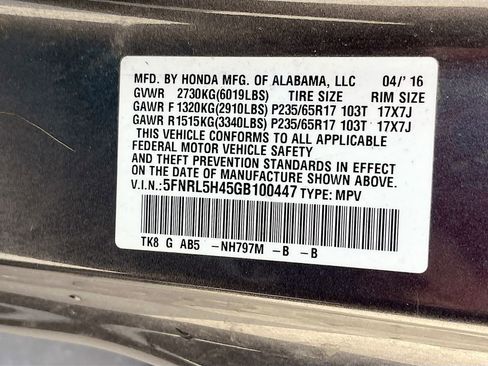 MFD. BY HONDA MFG. OF ALABAMA, LLC 04/'16
GVWR 2730KG(6019LBS) TIRE SIZE RIM SIZE
GAWR F 1320KG(2910LBS) P235/65R17 103T 17X7J
GAWR R 1515KG(3340LBS) P235/65R17 103T 17X7J
THIS VEHICLE CONFORMS TO ALL APPLICABLE
FEDERAL MOTOR VEHICLE SAFETY
AND THEFT PREVENTION STANDARDS IN EFFECT
ON THE DATE OF MANUFACTURE SHOWN ABOVE.
V.I.N.: 5FNRL5H45GB100447 TYPE: MPV
TK8 G AB5 -NH797M -B -B